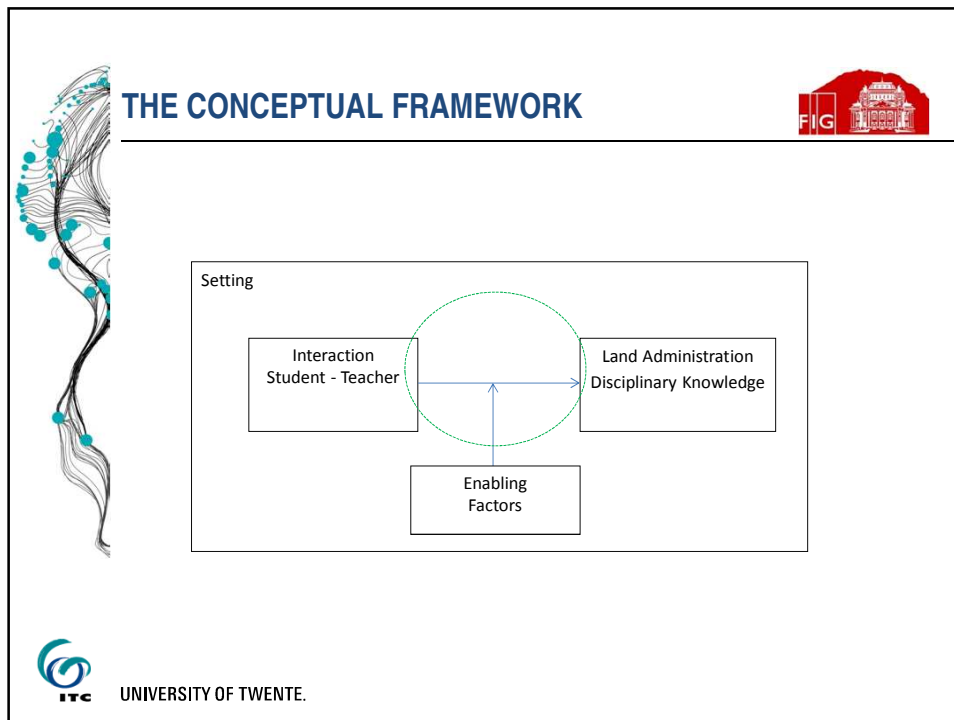 THE CONCEPTUAL FRAMEWORK
FIG
Setting
Interaction
Student - Teacher
Land Administration
Disciplinary Knowledge
Enabling
Factors
ITC
UNIVERSITY OF TWENTE.